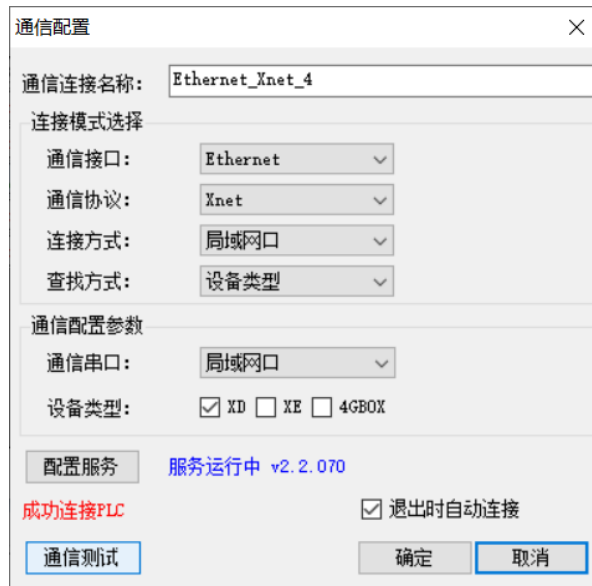 通信配置
通信连接名称: Ethernet_Xnet_4
连接模式选择
通信接口: Ethernet
通信协议: Xnet
连接方式: 局域网口
查找方式: 设备类型
通信配置参数
通信串口: 局域网口
设备类型: XD XE 4GBOX
配置服务 服务运行中 v2.2.070
成功连接PLC 退出时自动连接
通信测试 确定 取消